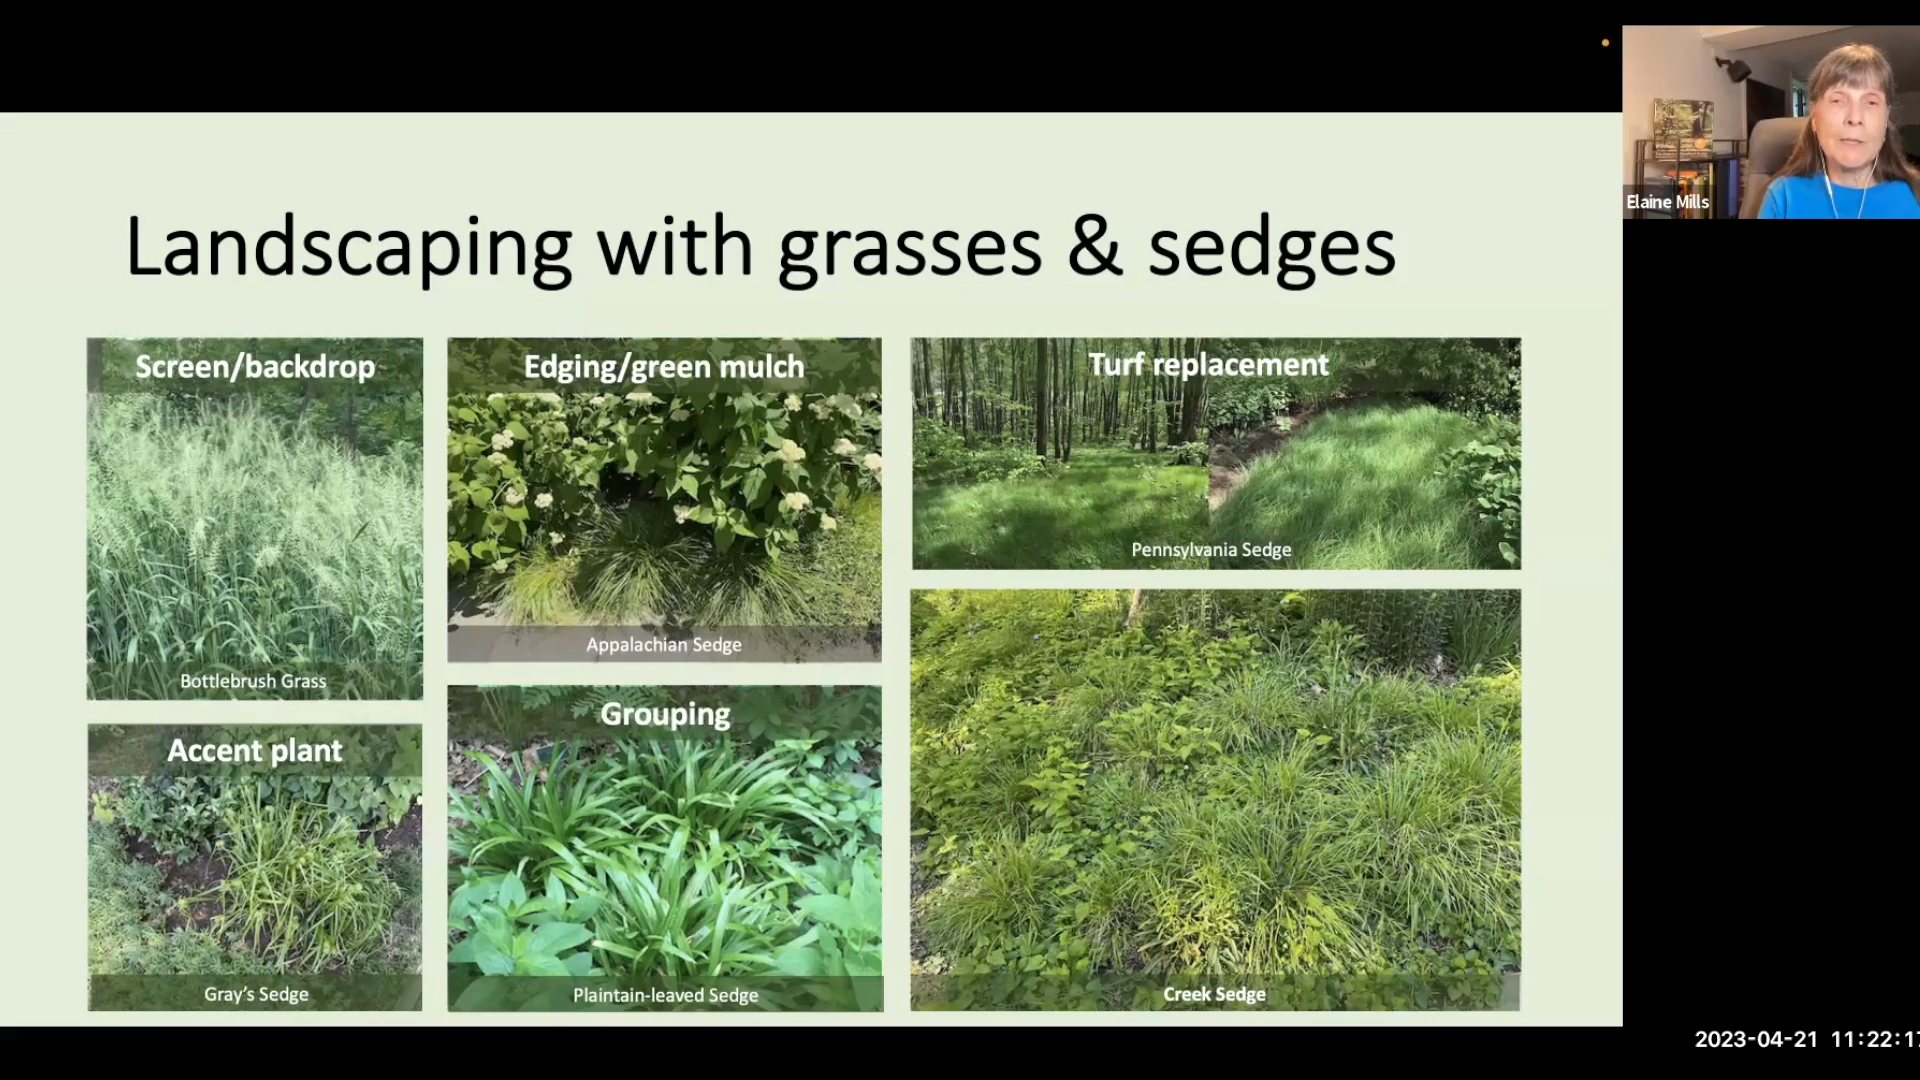 Elaine Mills
Landscaping with grasses & sedges
Screen/backdrop
Bottlebrush Grass
Accent plant
Gray's Sedge
Edging/green mulch
Appalachian Sedge
Grouping
Plaintain-leaved Sedge
Turf replacement
Pennsylvania Sedge
Creek Sedge
2023-04-21 11:22:17